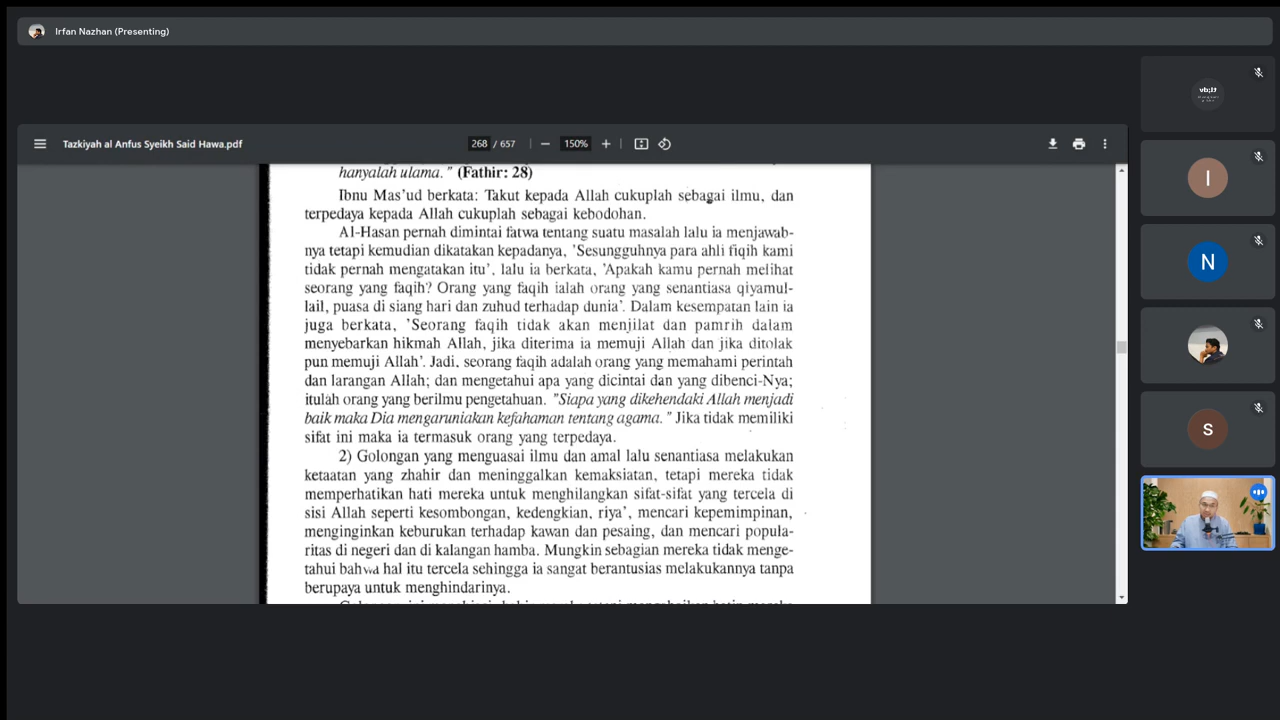 Irfan Nazhan (Presenting)
Tazkiyah al Anfus Syeikh Said Hawa.pdf
268 / 657
150%
hanyalah ulama." (Fathir: 28)
Ibnu Mas'ud berkata: Takut kepada Allah cukuplah sebagai ilmu, dan
terpedaya kepada Allah cukuplah sebagai kebodohan.
Al-Hasan pernah dimintai fatwa tentang suatu masalah lalu ia menjawab-
nya tetapi kemudian dikatakan kepadanya, 'Sesungguhnya para ahli fiqih kami
tidak pernah mengatakan itu', lalu ia berkata, 'Apakah kamu pernah melihat
seorang yang faqih? Orang yang faqih ialah orang yang senantiasa qiyamul-
lail, puasa di siang hari dan zuhud terhadap dunia'. Dalam kesempatan lain ia
juga berkata, 'Seorang faqih tidak akan menjilat dan pamrih dalam
menyebarkan hikmah Allah, jika diterima ia memuji Allah dan jika ditolak
pun memuji Allah'. Jadi, seorang faqih adalah orang yang memahami perintah
dan larangan Allah; dan mengetahui apa yang dicintai dan yang dibenci-Nya;
itulah orang yang berilmu pengetahuan. "Siapa yang dikehendaki Allah menjadi
baik maka Dia mengaruniakan kefahaman tentang agama." Jika tidak memiliki
sifat ini maka ia termasuk orang yang terpedaya.
2) Golongan yang menguasai ilmu dan amal lalu senantiasa melakukan
ketaatan yang zhahir dan meninggalkan kemaksiatan, tetapi mereka tidak
memperhatikan hati mereka untuk menghilangkan sifat-sifat yang tercela di
sisi Allah seperti kesombongan, kedengkian, riya', mencari kepemimpinan,
menginginkan keburukan terhadap kawan dan pesaing, dan mencari popula-
ritas di negeri dan di kalangan hamba. Mungkin sebagian mereka tidak menge-
tahui bahwa hal itu tercela sehingga ia sangat berantusias melakukannya tanpa
berupaya untuk menghindarinya.
I
N
S